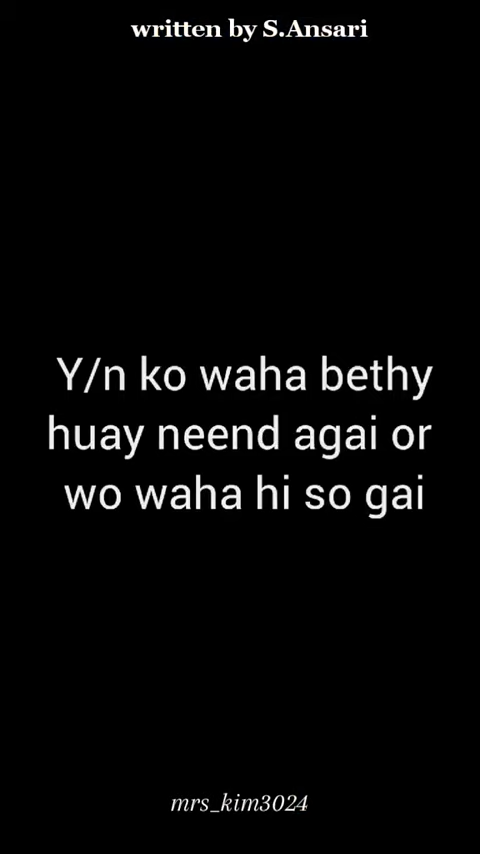 written by S.Ansari
Y/n ko waha bethy
huay neend agai or
wo waha hi so gai
mrs_kim3024